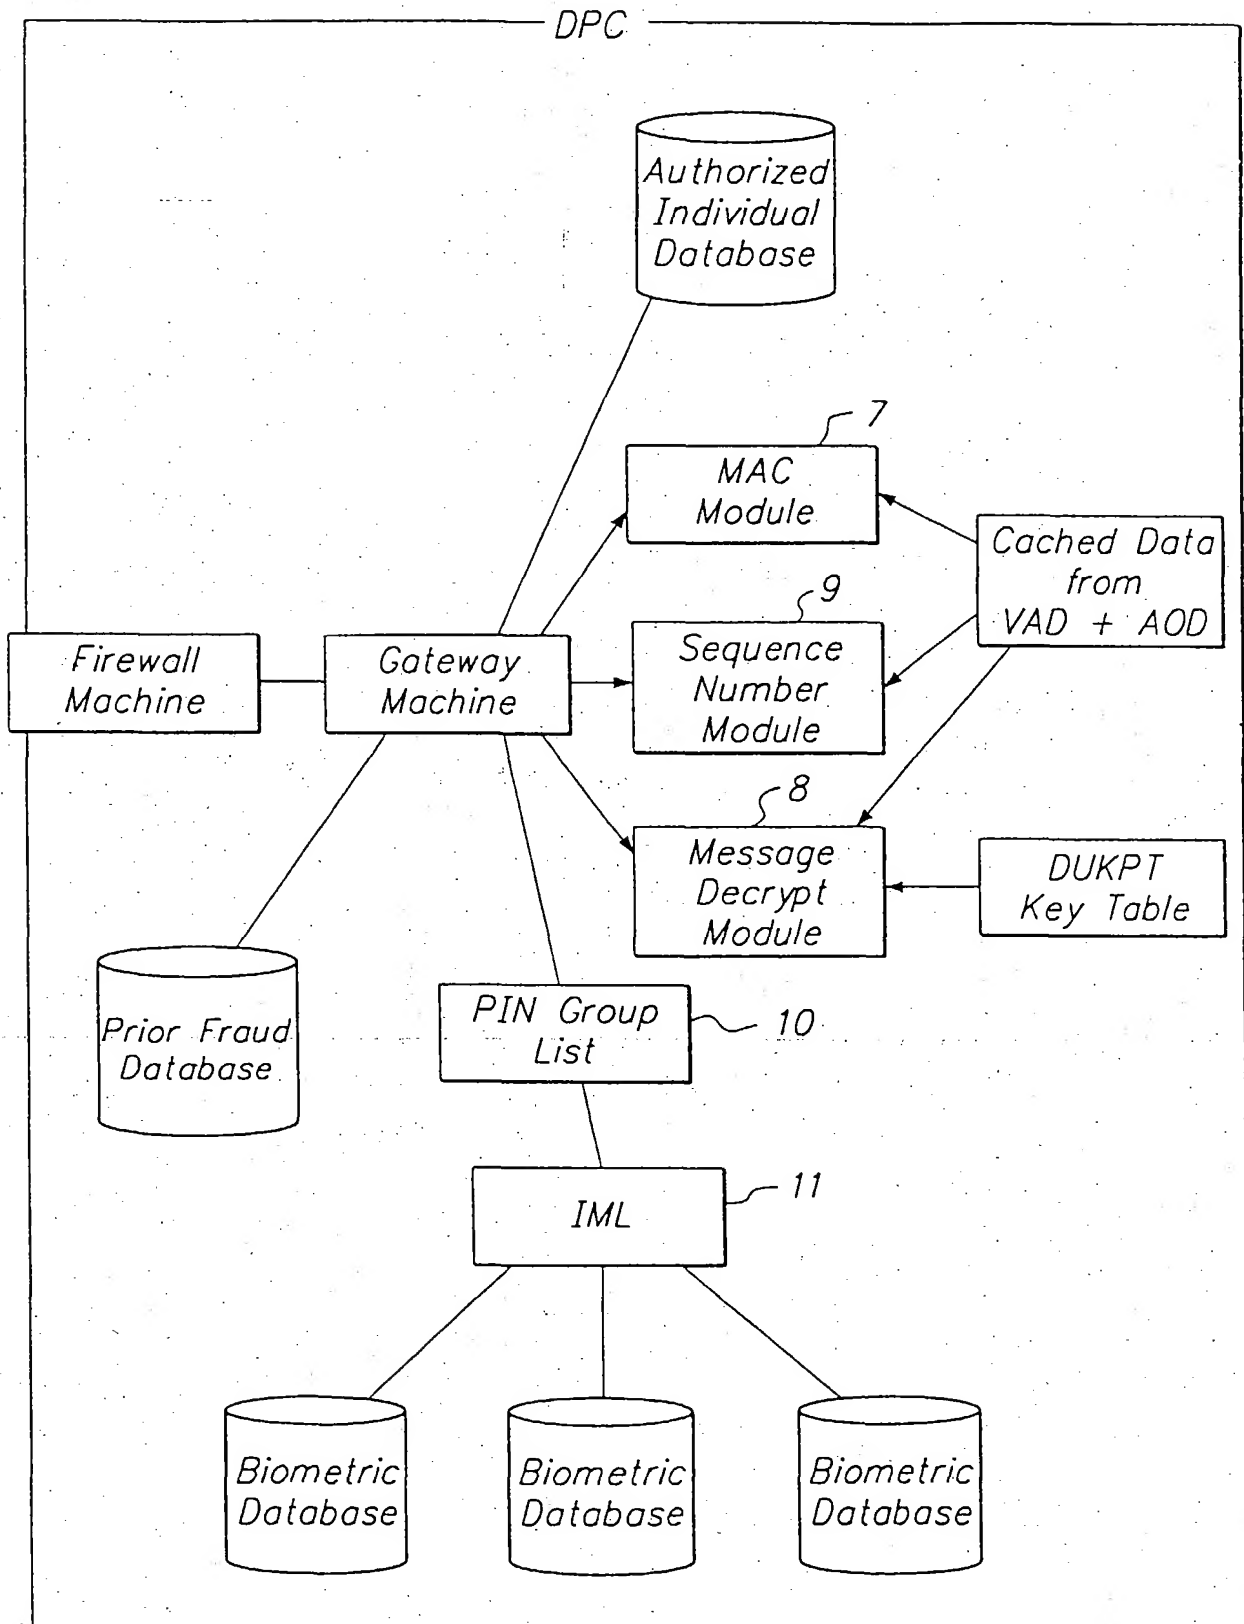 DPC
Authorized
Individual
Database
7
MAC
Module
Cached Data
from
VAD + AOD
9
Sequence
Number
Module
Firewall
Machine
Gateway
Machine
8
Message
Decrypt
Module
DUKPT
Key Table
PIN Group
List
10
Prior Fraud
Database
IML
11
Biometric
Database
Biometric
Database
Biometric
Database